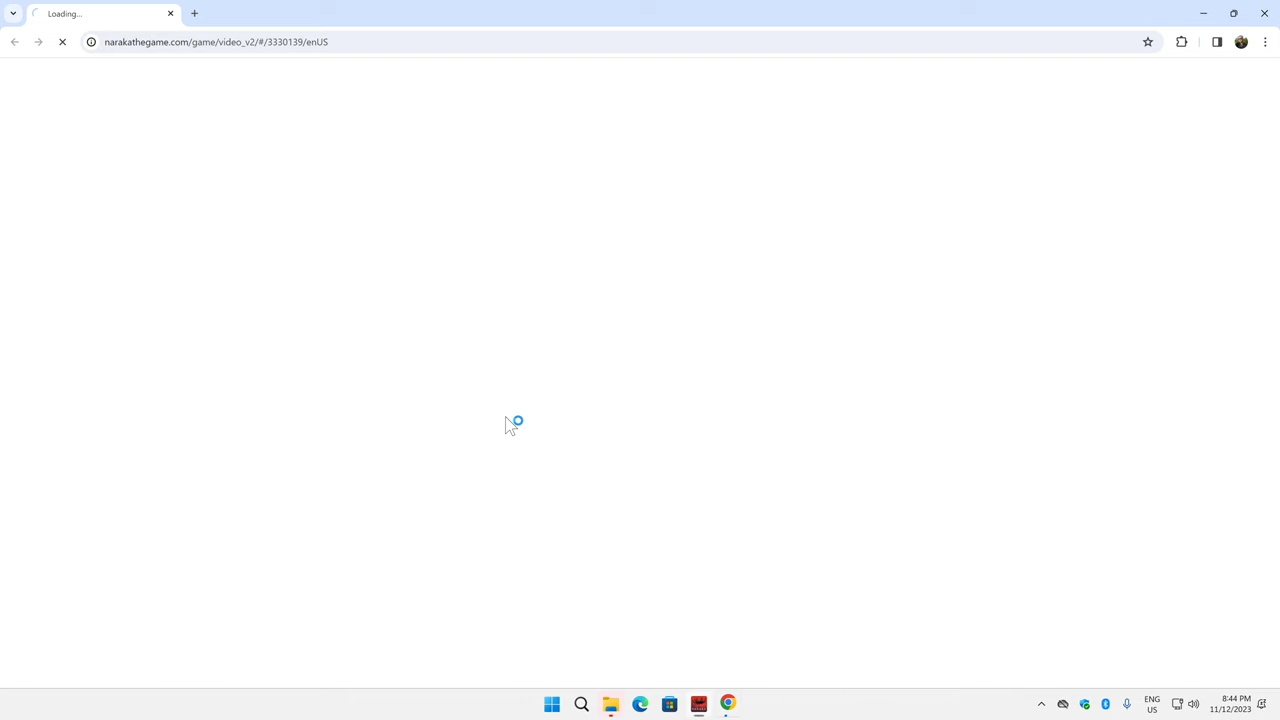 Loading...
narakathegame.com/game/video_v2/#/3330139/enUS
ENG
US
8:44 PM
11/12/2023